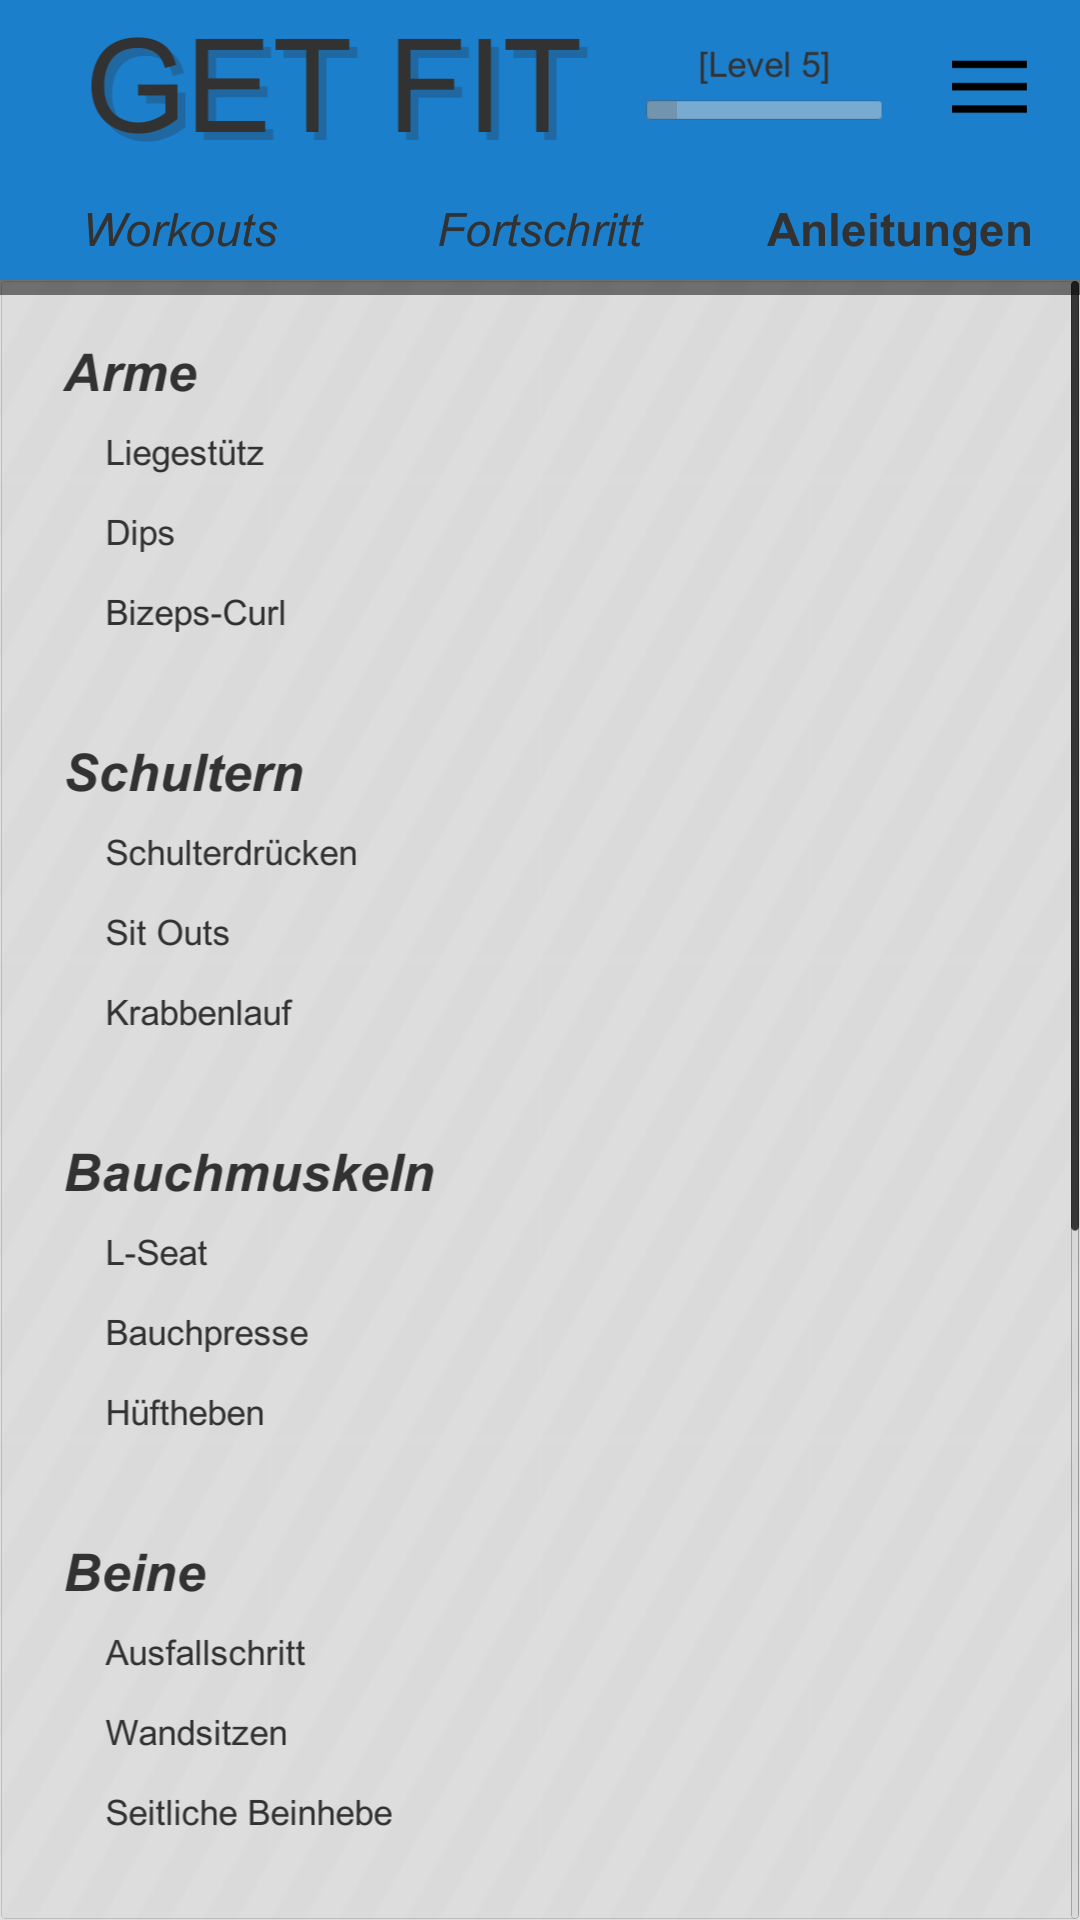 GET FIT
[Level 5]
Workouts
Fortschritt
Anleitungen
Arme
Liegestütz
Dips
Bizeps-Curl
Schultern
Schulterdrücken
Sit Outs
Krabbenlauf
Bauchmuskeln
L-Seat
Bauchpresse
Hüftheben
Beine
Ausfallschritt
Wandsitzen
Seitliche Beinhebe